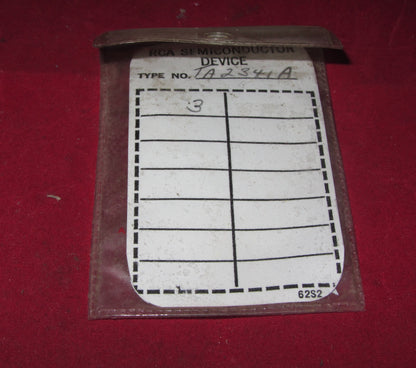 RCA SEMICONDUCTOR
DEVICE
TYPE NO. TA2341A
3
62S2